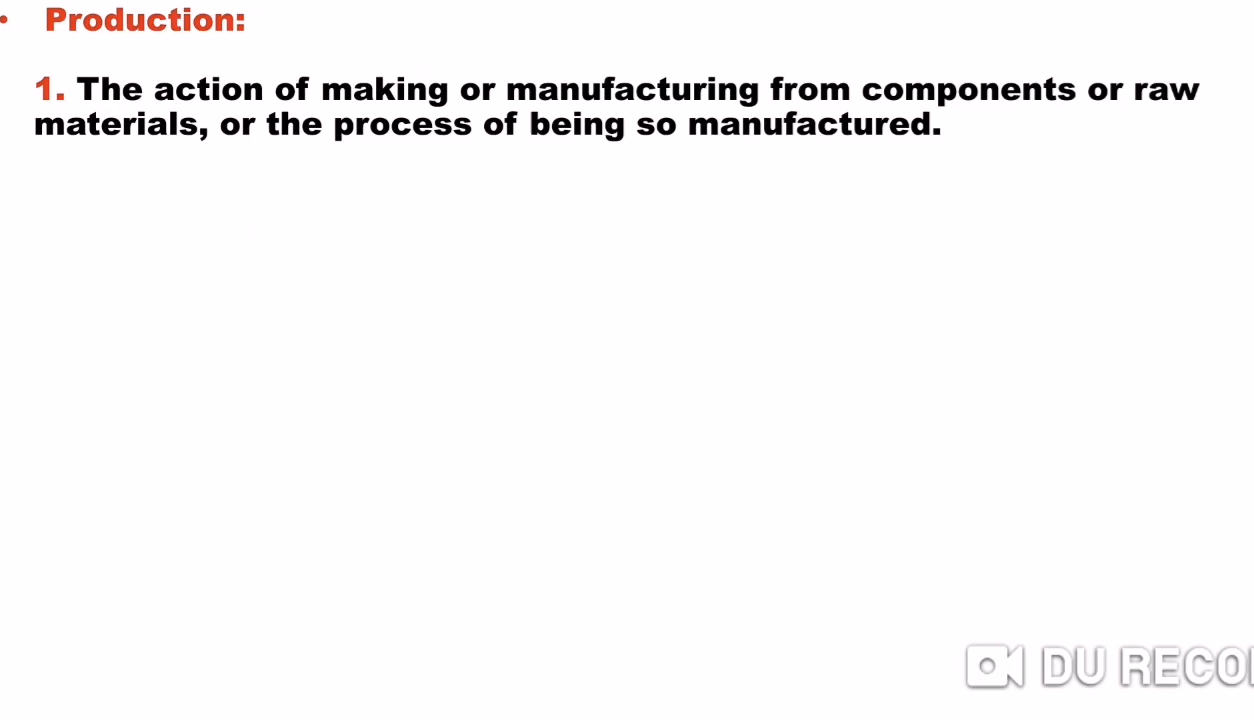 • Production:
1. The action of making or manufacturing from components or raw
materials, or the process of being so manufactured.
DU RECO